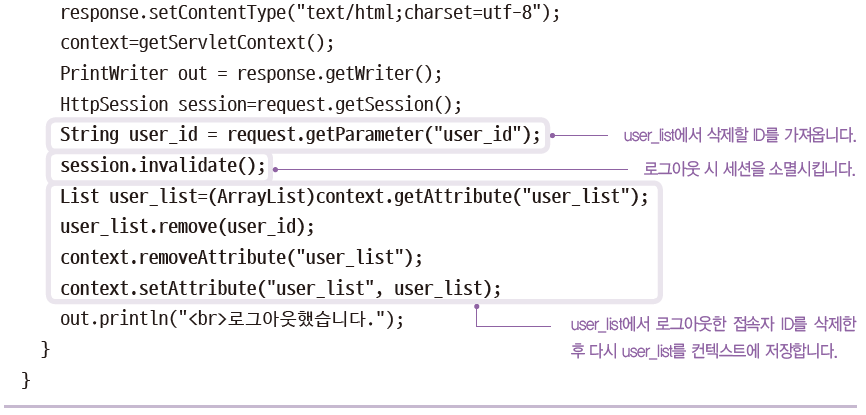 response.setContentType("text/html;charset=utf-8");
context=getServletContext();
PrintWriter out = response.getWriter();
HttpSession session=request.getSession();
String user_id = request.getParameter("user_id");
user_list에서 삭제할 ID를 가져옵니다.
session.invalidate();
로그아웃 시 세션을 소멸시킵니다.
List user_list=(ArrayList)context.getAttribute("user_list");
user_list.remove(user_id);
context.removeAttribute("user_list");
context.setAttribute("user_list", user_list);
out.println("<br>로그아웃했습니다.");
user_list에서 로그아웃한 접속자 ID를 삭제한
후 다시 user_list를 컨텍스트에 저장합니다.
}
}